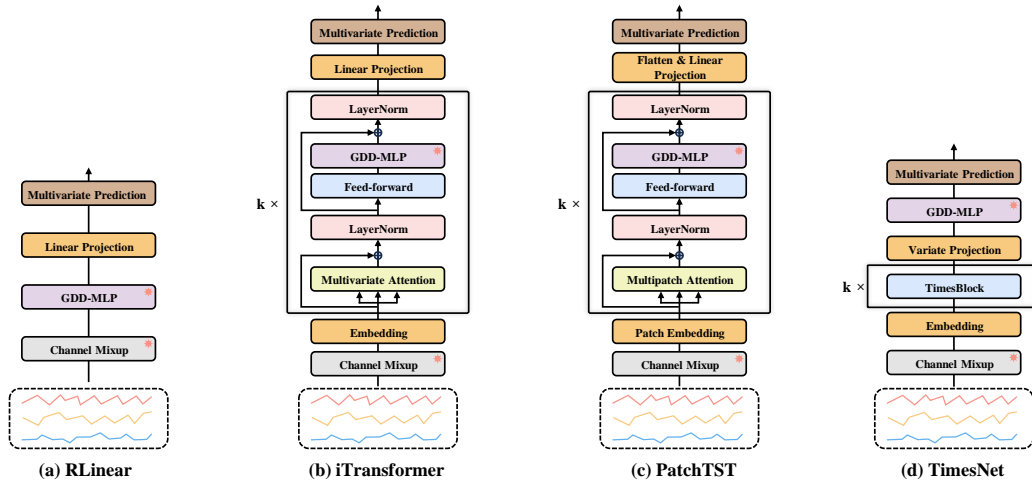 Multivariate Prediction
Linear Projection
GDD-MLP
Channel Mixup
(a) RLinear
Multivariate Prediction
Linear Projection
LayerNorm
GDD-MLP
Feed-forward
k ×
LayerNorm
Multivariate Attention
Embedding
Channel Mixup
(b) iTransformer
Multivariate Prediction
Flatten & Linear
Projection
LayerNorm
GDD-MLP
Feed-forward
k ×
LayerNorm
Multipatch Attention
Patch Embedding
Channel Mixup
(c) PatchTST
Multivariate Prediction
GDD-MLP
Variate Projection
k ×
TimesBlock
Embedding
Channel Mixup
(d) TimesNet